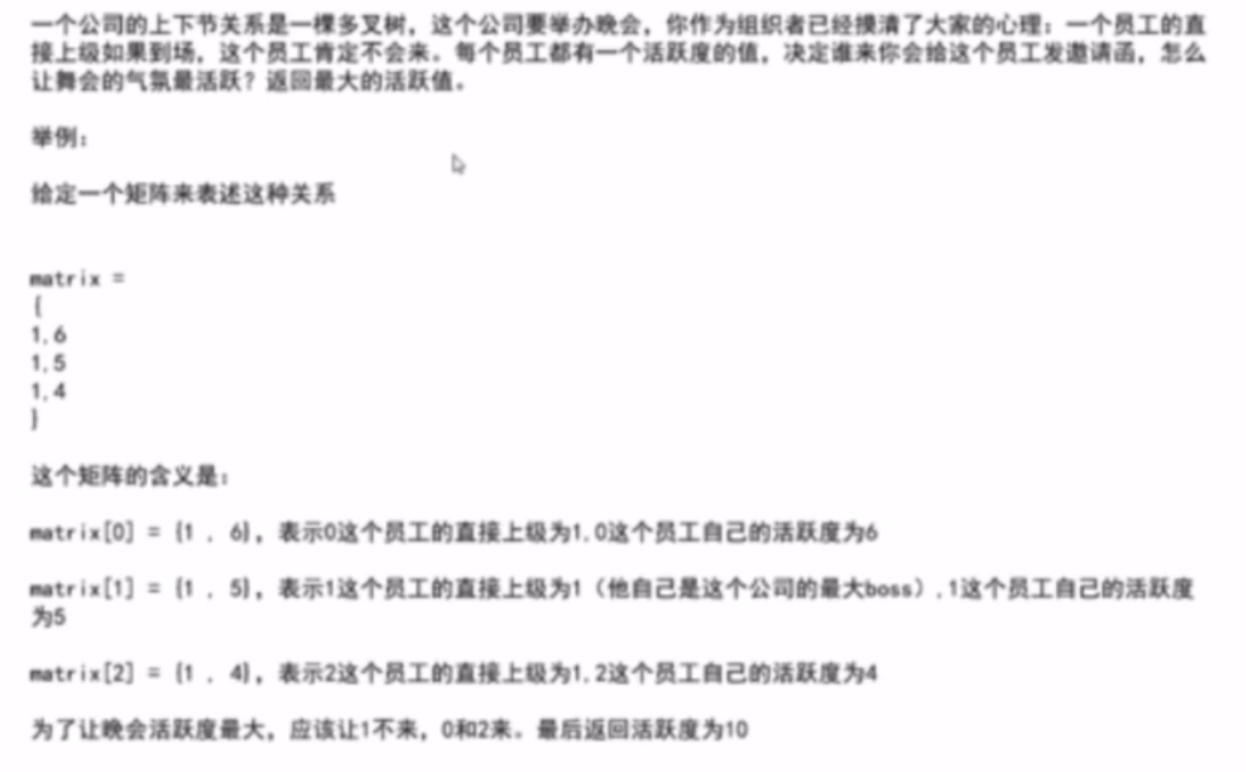 一个公司的上下节关系是一棵多叉树，这个公司要举办晚会，你作为组织者已经摸清了大家的心理：一个员工的直
接上级如果到场，这个员工肯定不会来。每个员工都有一个活跃度的值，决定谁来你会给这个员工发邀请函，怎么
让舞会的气氛最活跃？返回最大的活跃值。
举例：
给定一个矩阵来表述这种关系
matrix =
{
1,6
1,5
1,4
}
这个矩阵的含义是：
matrix[0] = {1 , 6}，表示0这个员工的直接上级为1,0这个员工自己的活跃度为6
matrix[1] = {1 , 5}，表示1这个员工的直接上级为1（他自己是这个公司的最大boss）,1这个员工自己的活跃度
为5
matrix[2] = {1 , 4}，表示2这个员工的直接上级为1,2这个员工自己的活跃度为4
为了让晚会活跃度最大，应该让1不来，0和2来。最后返回活跃度为10